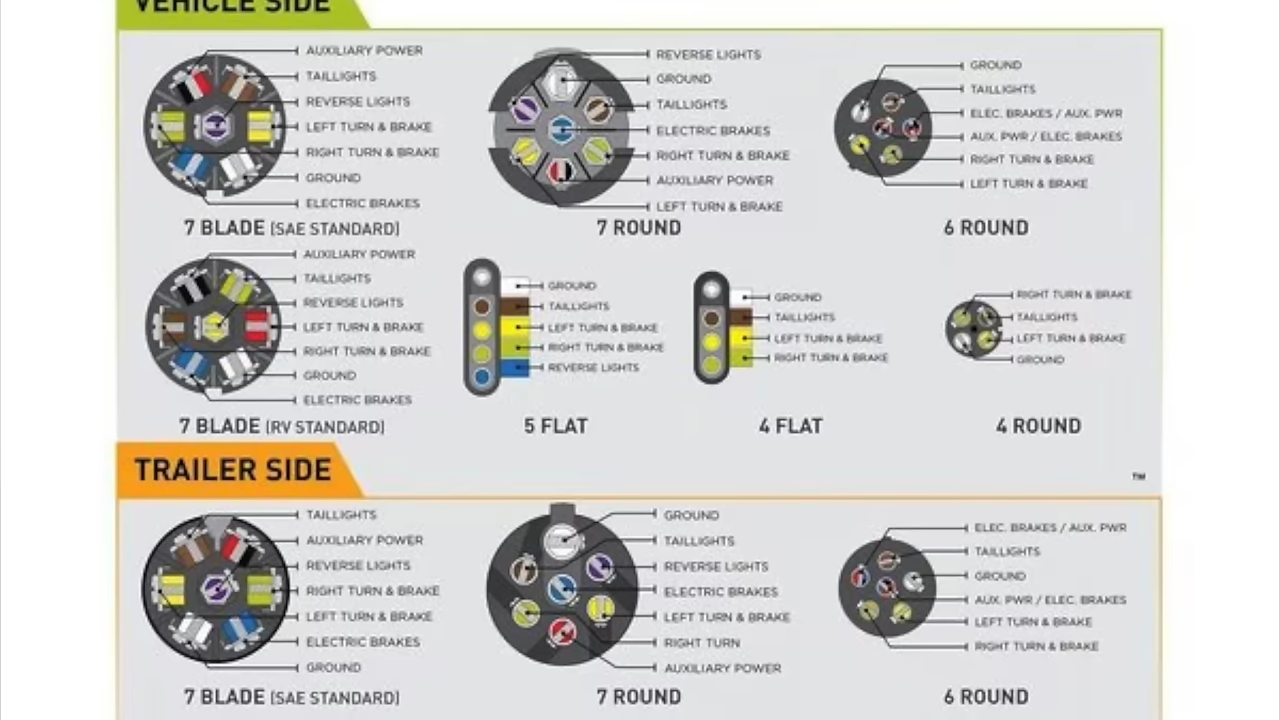 VEHICLE SIDE
AUXILIARY POWER
TAILLIGHTS
REVERSE LIGHTS
LEFT TURN & BRAKE
RIGHT TURN & BRAKE
GROUND
ELECTRIC BRAKES
7 BLADE (SAE STANDARD)
REVERSE LIGHTS
GROUND
TAILLIGHTS
ELECTRIC BRAKES
RIGHT TURN & BRAKE
AUXILIARY POWER
LEFT TURN & BRAKE
7 ROUND
GROUND
TAILLIGHTS
ELEC. BRAKES / AUX. PWR
AUX. PWR / ELEC. BRAKES
RIGHT TURN & BRAKE
LEFT TURN & BRAKE
6 ROUND
AUXILIARY POWER
TAILLIGHTS
REVERSE LIGHTS
LEFT TURN & BRAKE
RIGHT TURN & BRAKE
GROUND
ELECTRIC BRAKES
7 BLADE (RV STANDARD)
GROUND
TAILLIGHTS
LEFT TURN & BRAKE
RIGHT TURN & BRAKE
REVERSE LIGHTS
5 FLAT
GROUND
TAILLIGHTS
LEFT TURN & BRAKE
RIGHT TURN & BRAKE
4 FLAT
RIGHT TURN & BRAKE
TAILLIGHTS
LEFT TURN & BRAKE
GROUND
4 ROUND
TRAILER SIDE
™
TAILLIGHTS
AUXILIARY POWER
REVERSE LIGHTS
RIGHT TURN & BRAKE
LEFT TURN & BRAKE
ELECTRIC BRAKES
GROUND
7 BLADE (SAE STANDARD)
GROUND
TAILLIGHTS
REVERSE LIGHTS
ELECTRIC BRAKES
LEFT TURN & BRAKE
RIGHT TURN
AUXILIARY POWER
7 ROUND
ELEC. BRAKES / AUX. PWR
TAILLIGHTS
GROUND
AUX. PWR / ELEC. BRAKES
LEFT TURN & BRAKE
RIGHT TURN & BRAKE
6 ROUND